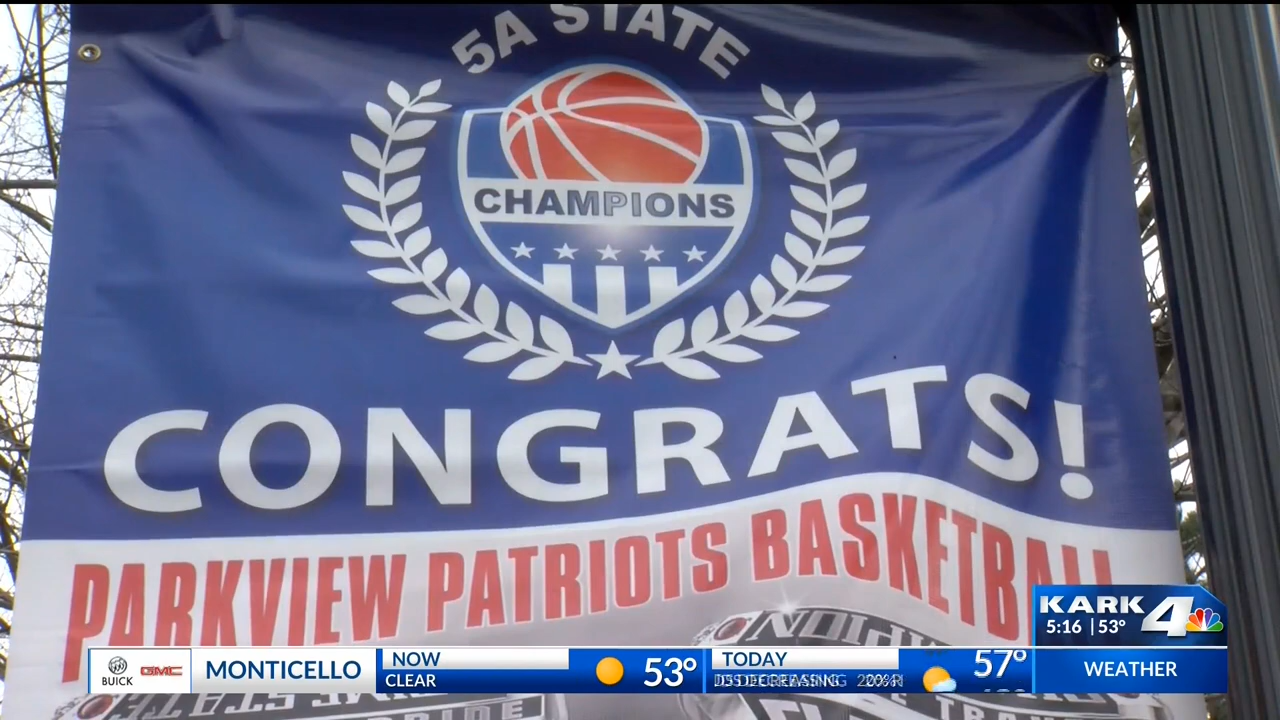 5A STATE
CHAMPIONS
CONGRATS!
PARKVIEW PATRIOTS BASKETBALL
KARK 4
5:16 | 53°
BUICK GMC
MONTICELLO
NOW
CLEAR
53°
TODAY
57°
WEATHER